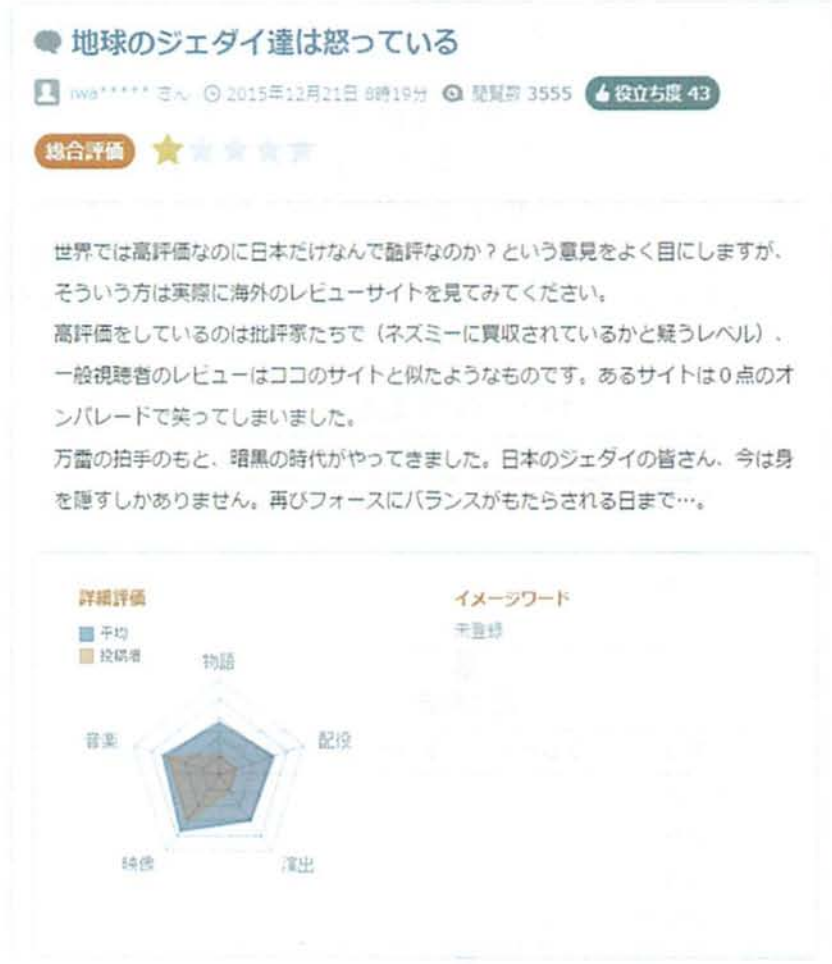 地球のジェダイ達は怒っている
iwa***** さん 2015年12月21日 8時19分 閲覧数 3555 役立ち度 43
総合評価
世界では高評価なのに日本だけなんで酷評なのか?という意見をよく目にしますが、
そういう方は実際に海外のレビューサイトを見てみてください。
高評価をしているのは批評家たちで(ネズミーに買収されているかと疑うレベル)、
一般視聴者のレビューはココのサイトと似たようなものです。あるサイトは0点のオ
ンパレードで笑ってしまいました。
万雷の拍手のもと、暗黒の時代がやってきました。日本のジェダイの皆さん、今は身
を隠すしかありません。再びフォースにバランスがもたらされる日まで…。
詳細評価
イメージワード
平均
未登録
投稿者
物語
音楽
配役
映像
演出